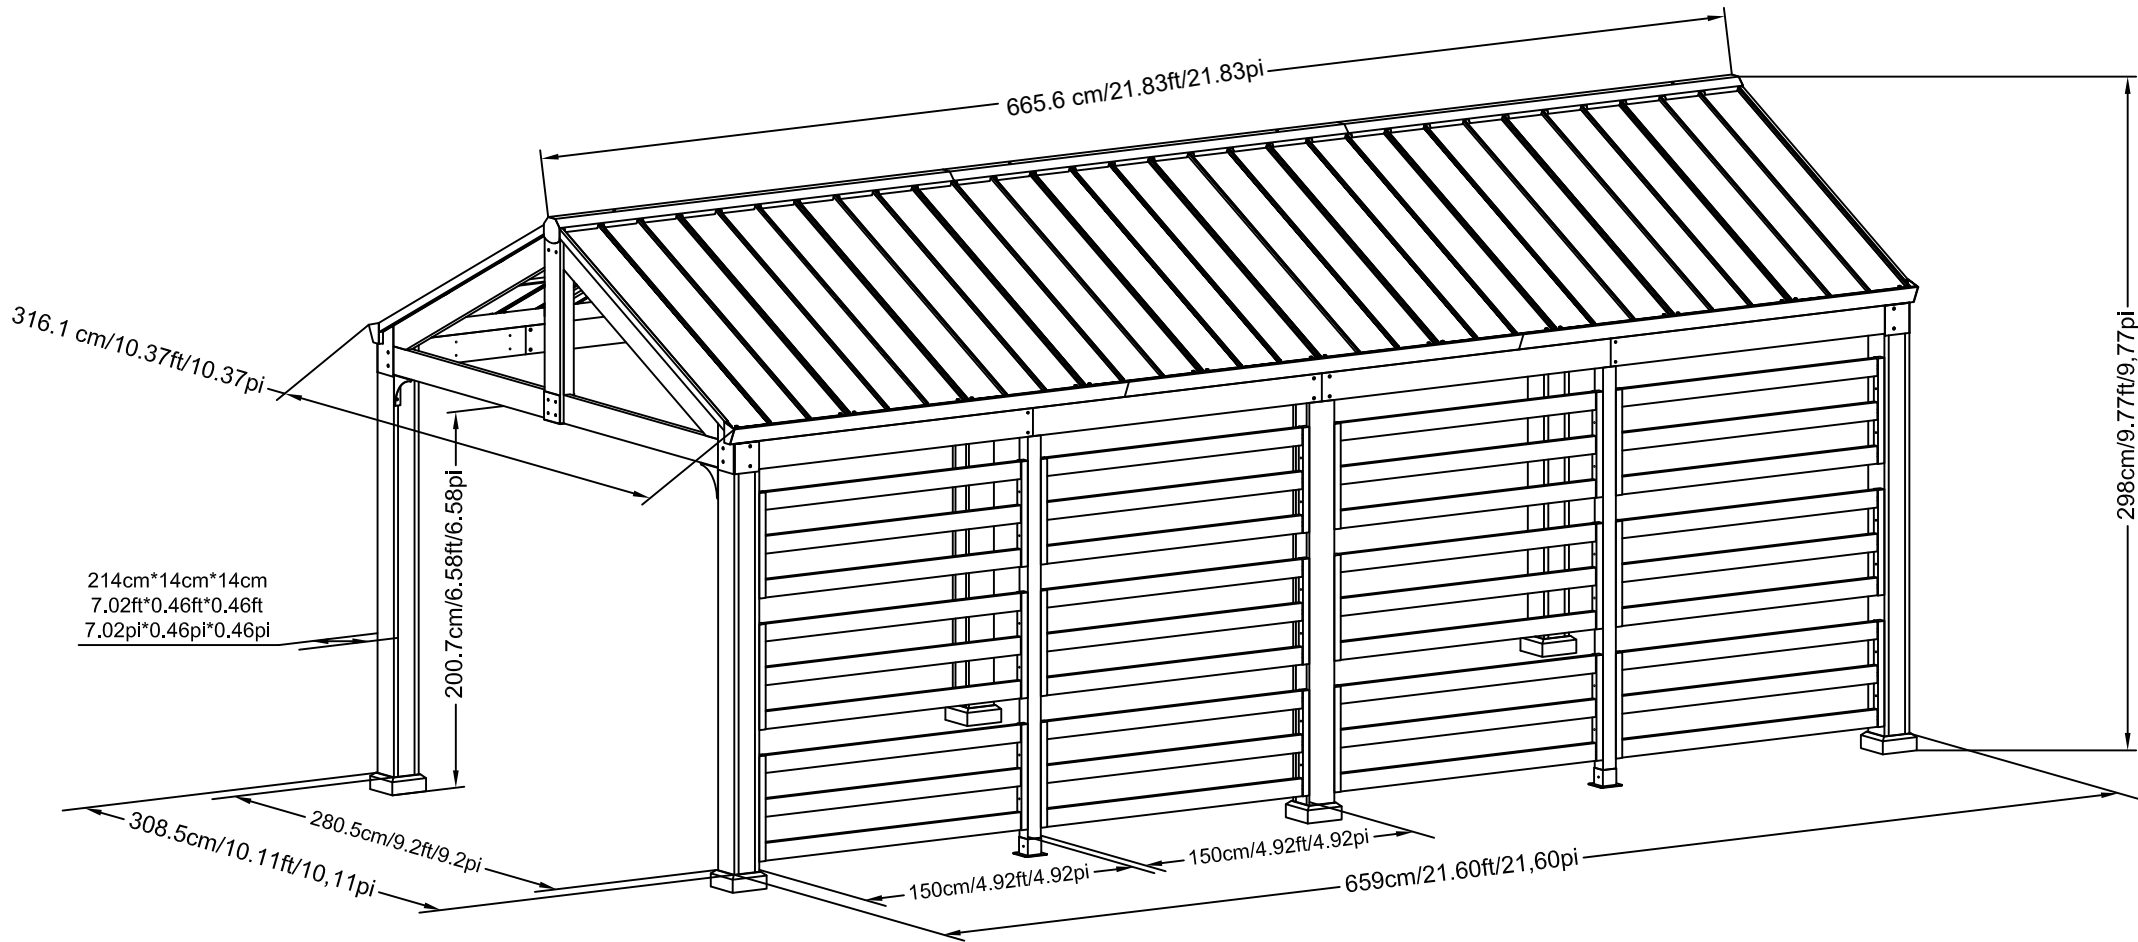 665.6 cm/21.83ft/21.83pi
316.1 cm/10.37ft/10.37pi
298cm/9.77ft/9,77pi
200.7cm/6.58ft/6.58pi
214cm*14cm*14cm
7.02ft*0.46ft*0.46ft
7.02pi*0.46pi*0.46pi
280.5cm/9.2ft/9.2pi
308.5cm/10.11ft/10,11pi
150cm/4.92ft/4.92pi
150cm/4.92ft/4.92pi
659cm/21.60ft/21,60pi